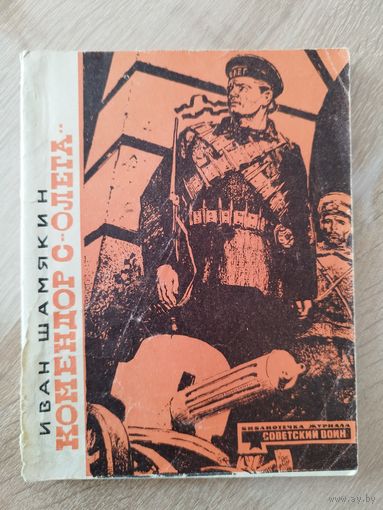 ИВАН ШАМЯКИН
КОМЕНДОР С „ОЛЕГА"
БИБЛИОТЕЧКА ЖУРНАЛА
СОВЕТСКИЙ ВОИН
www.ay.by